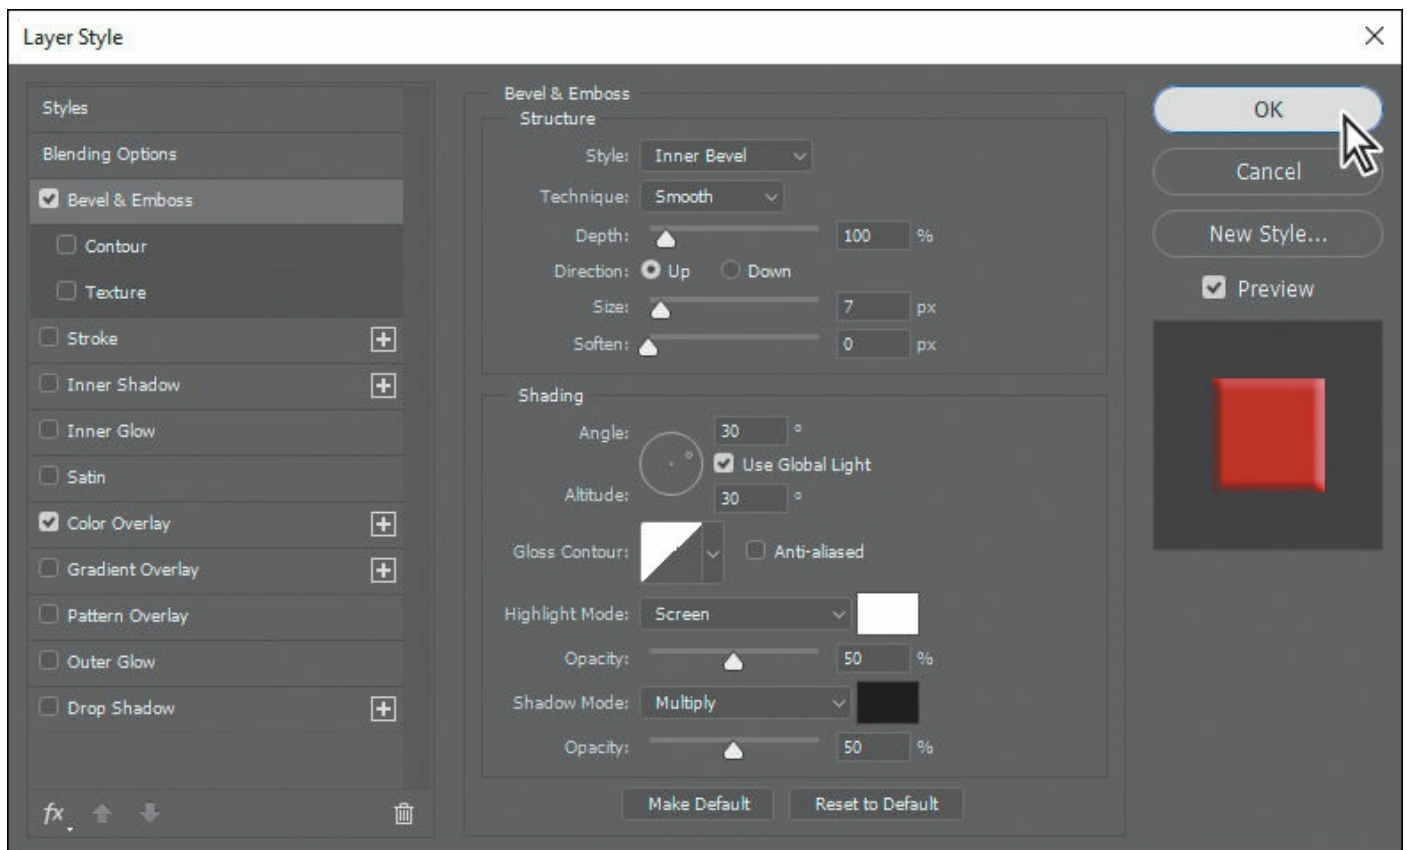 Layer Style
Styles
Blending Options
Bevel & Emboss
Contour
Texture
Stroke
Inner Shadow
Inner Glow
Satin
Color Overlay
Gradient Overlay
Pattern Overlay
Outer Glow
Drop Shadow
fx
Bevel & Emboss
Structure
Style: Inner Bevel
Technique: Smooth
Depth: 100 %
Direction: Up Down
Size: 7 px
Soften: 0 px
Shading
Angle: 30 °
Use Global Light
Altitude: 30 °
Gloss Contour: Anti-aliased
Highlight Mode: Screen
Opacity: 50 %
Shadow Mode: Multiply
Opacity: 50 %
Make Default Reset to Default
OK
Cancel
New Style...
Preview